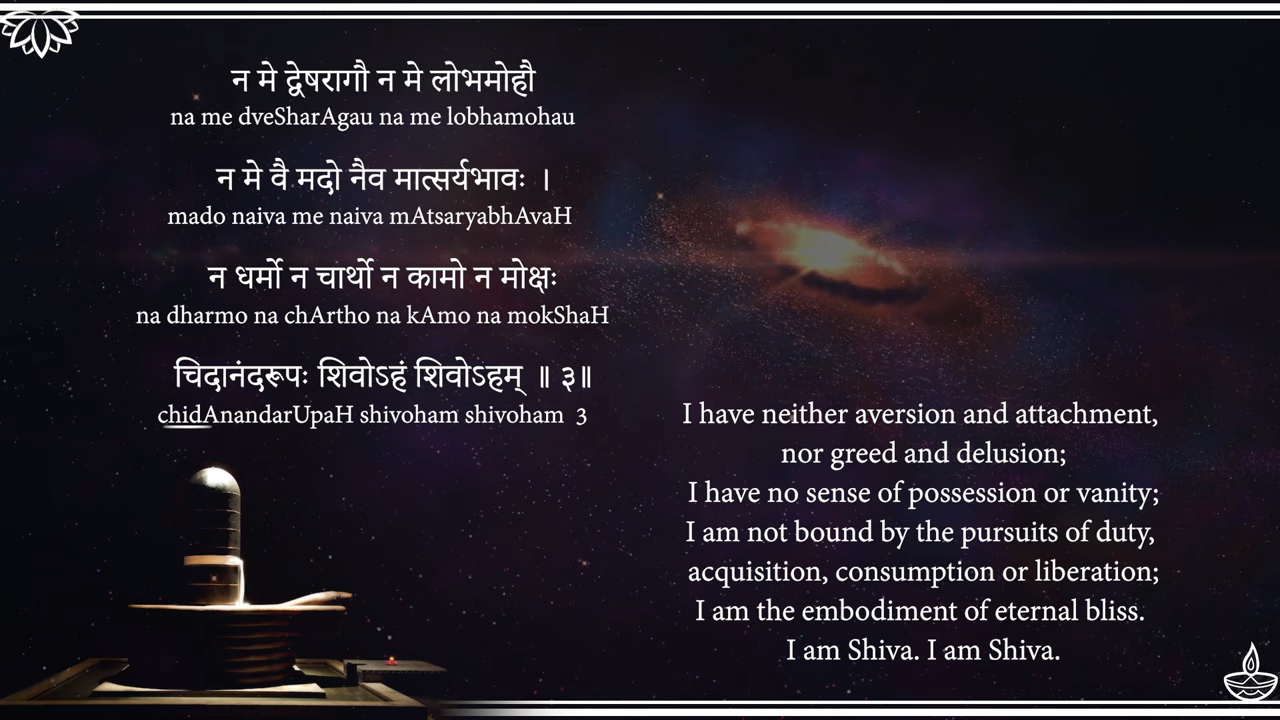 न मे द्वेषरागौ न मे लोभमोहौ
na me dveSharAgau na me lobhamohau
न मे वै मदो नैव मात्सर्यभावः ।
mado naiva me naiva mAtsaryabhAvaH
न धर्मो न चार्थो न कामो न मोक्षः
na dharmo na chArtho na kAmo na mokShaH
चिदानंदरूपः शिवोऽहं शिवोऽहम् ॥ ३॥
chidAnandarUpaH shivoham shivoham 3
I have neither aversion and attachment,
nor greed and delusion;
I have no sense of possession or vanity;
I am not bound by the pursuits of duty,
acquisition, consumption or liberation;
I am the embodiment of eternal bliss.
I am Shiva. I am Shiva.